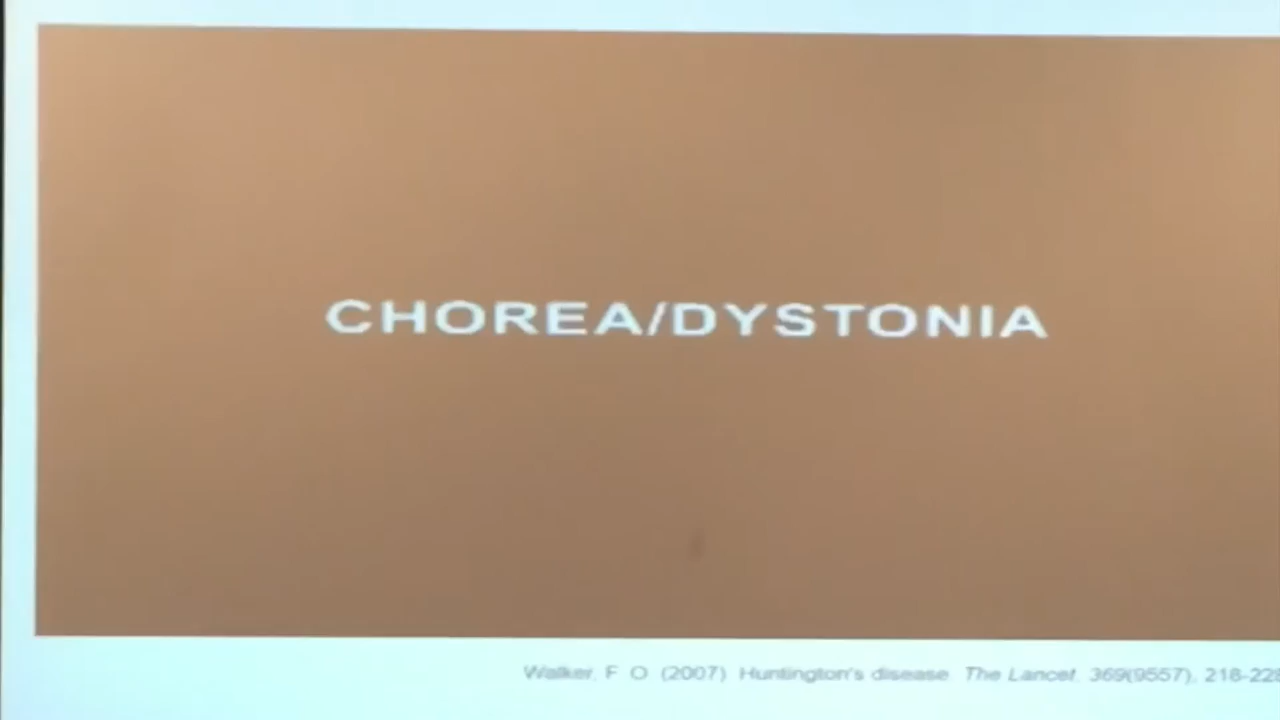 CHOREA/DYSTONIA
Walker, F. O. (2007). Huntington's disease. The Lancet, 369(9557), 218-228